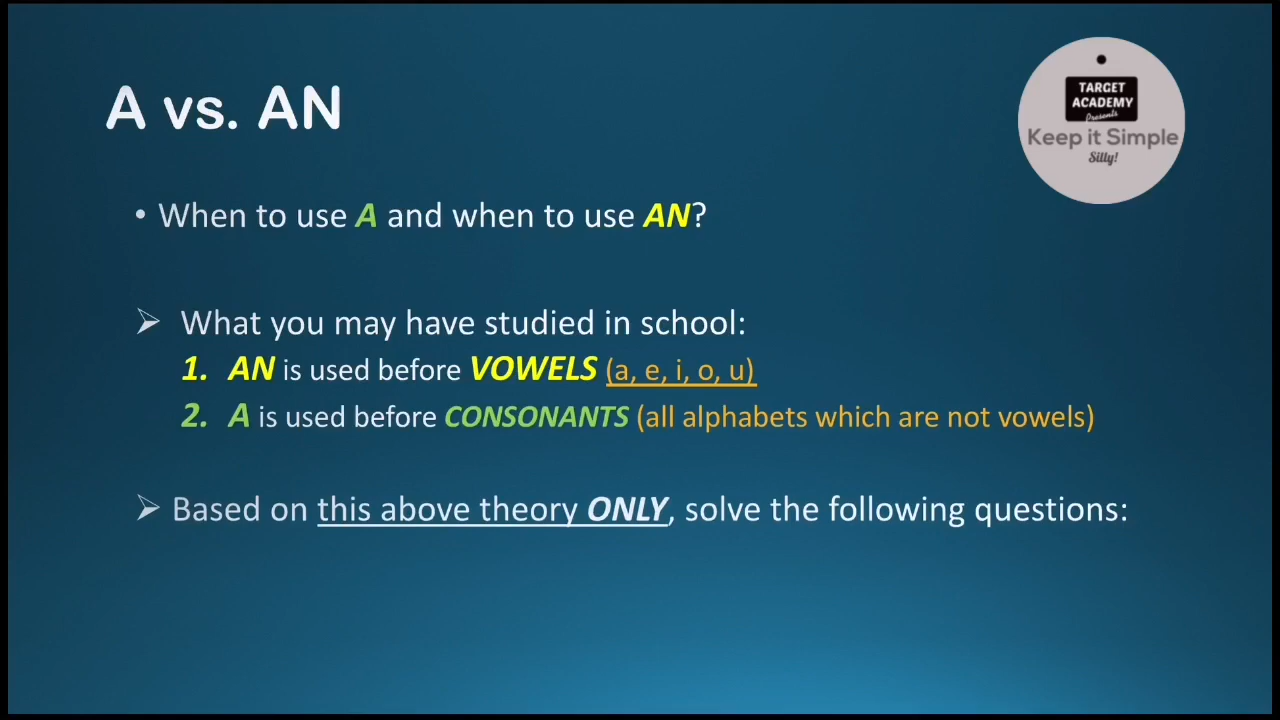 A vs. AN
TARGET
ACADEMY
Presents
Keep it Simple
Silly!
• When to use A and when to use AN?
➢ What you may have studied in school:
1. AN is used before VOWELS (a, e, i, o, u)
2. A is used before CONSONANTS (all alphabets which are not vowels)
➢ Based on this above theory ONLY, solve the following questions: